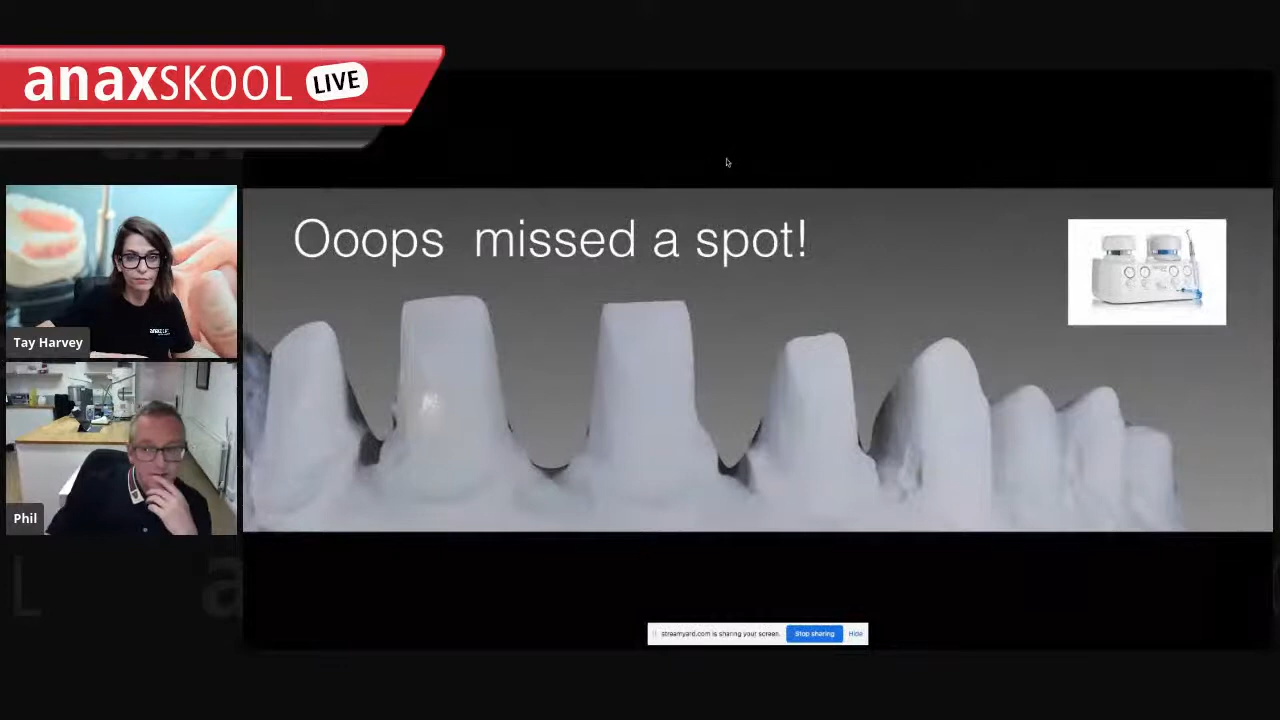 anaxSKOOL LIVE
Ooops missed a spot!
Tay Harvey
Phil
streamyard.com is sharing your screen.
Stop sharing
Hide